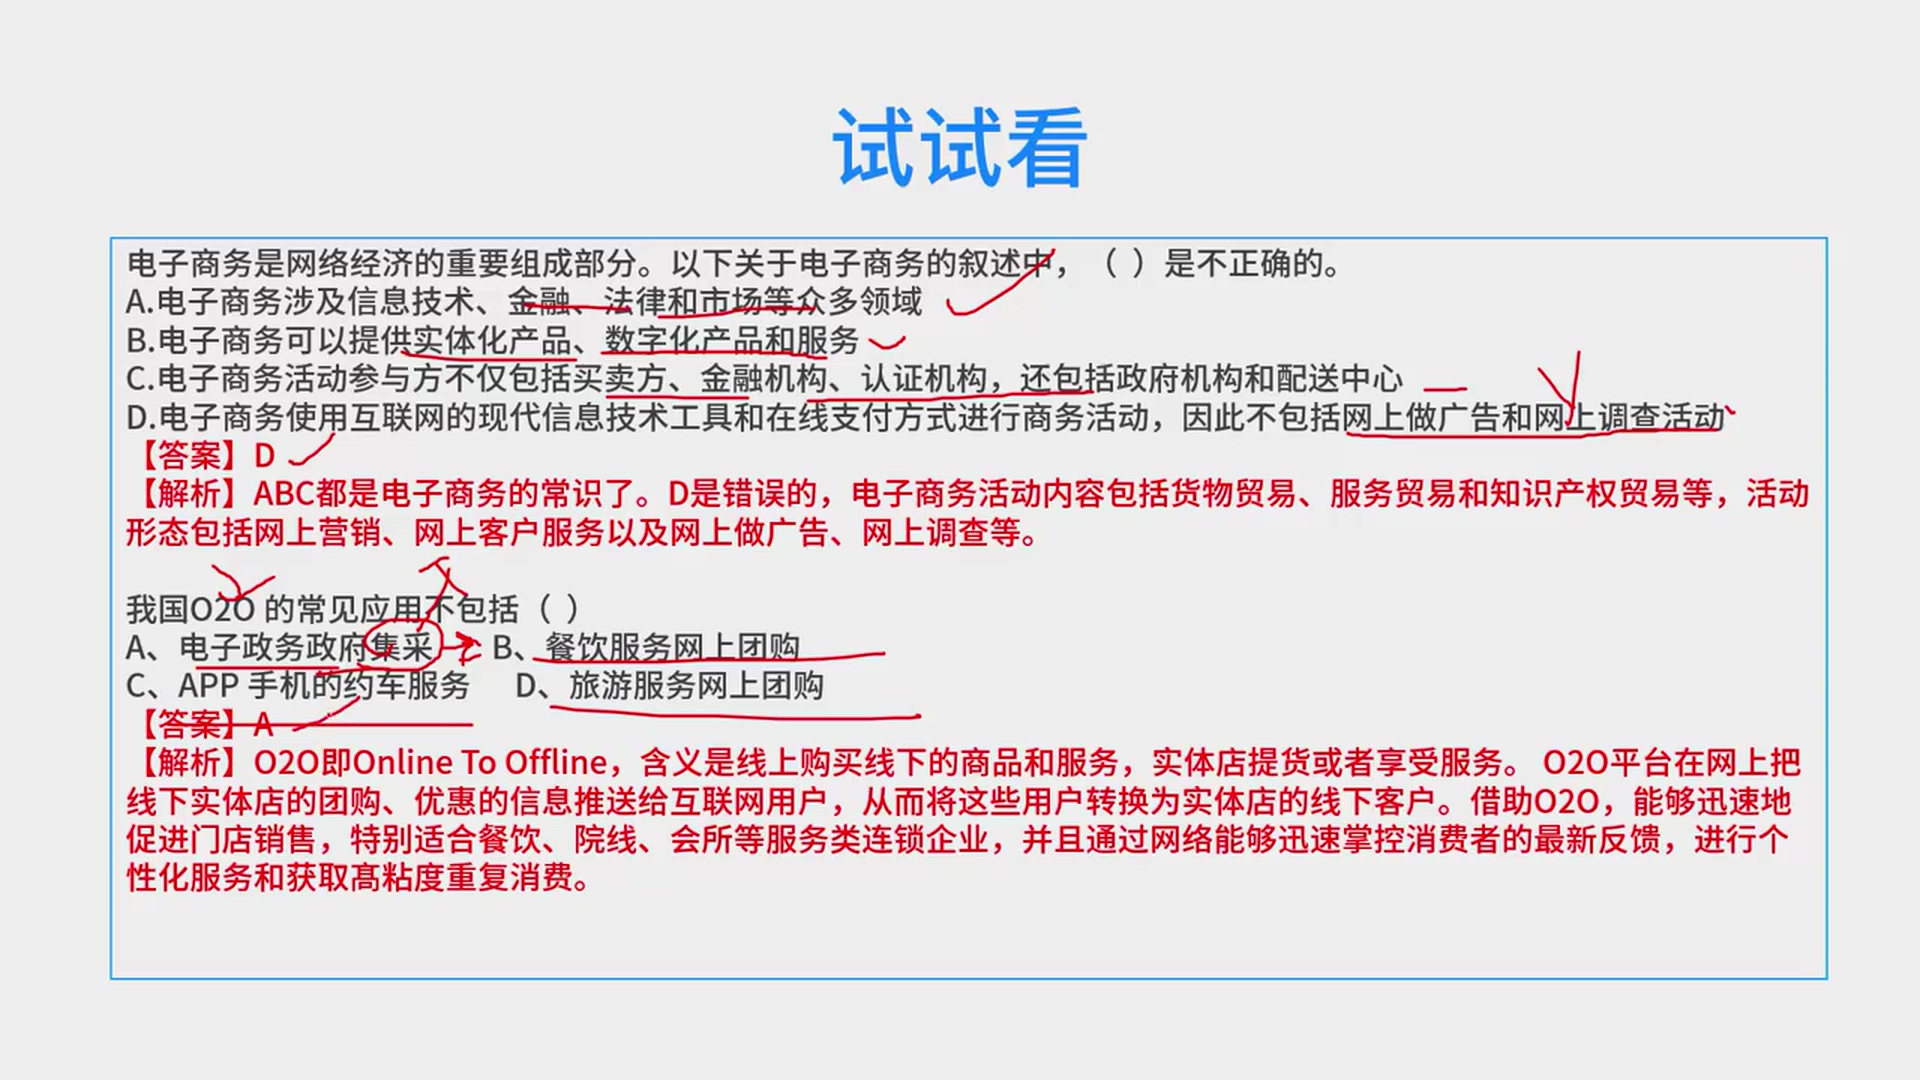 试试看
电子商务是网络经济的重要组成部分。以下关于电子商务的叙述中，（ ）是不正确的。
A.电子商务涉及信息技术、金融、法律和市场等众多领域
B.电子商务可以提供实体化产品、数字化产品和服务
C.电子商务活动参与方不仅包括买卖方、金融机构、认证机构，还包括政府机构和配送中心
D.电子商务使用互联网的现代信息技术工具和在线支付方式进行商务活动，因此不包括网上做广告和网上调查活动
【答案】D
【解析】ABC都是电子商务的常识了。D是错误的，电子商务活动内容包括货物贸易、服务贸易和知识产权贸易等，活动
形态包括网上营销、网上客户服务以及网上做广告、网上调查等。
我国O2O 的常见应用不包括（ ）
A、电子政务政府集采 B、餐饮服务网上团购
C、APP 手机的约车服务 D、旅游服务网上团购
【答案】A
【解析】O2O即Online To Offline，含义是线上购买线下的商品和服务，实体店提货或者享受服务。 O2O平台在网上把
线下实体店的团购、优惠的信息推送给互联网用户，从而将这些用户转换为实体店的线下客户。借助O2O，能够迅速地
促进门店销售，特别适合餐饮、院线、会所等服务类连锁企业，并且通过网络能够迅速掌控消费者的最新反馈，进行个
性化服务和获取高粘度重复消费。